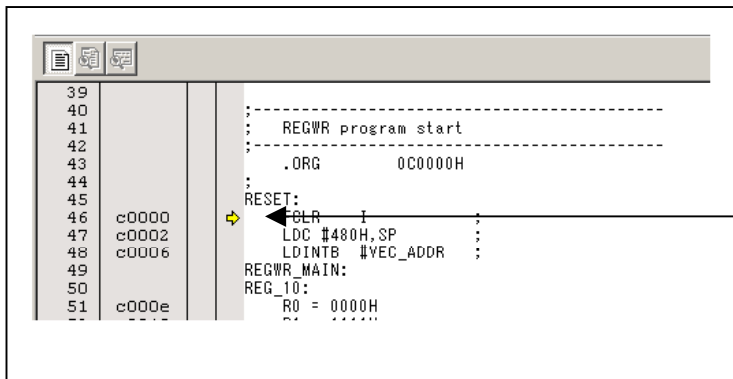 39
40 ;-----------------------------------------------
41 ; REGWR program start
42 ;-----------------------------------------------
43 .ORG 0C0000H
44 ;
45 RESET:
46 c0000 FCLR I ;
47 c0002 LDC #480H,SP ;
48 c0006 LDINTB #VEC_ADDR ;
49 REGWR_MAIN:
50 REG_10:
51 c000e R0 = 0000H